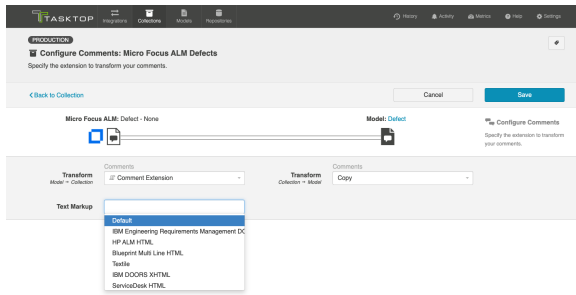 TASKTOP
Integrations
Collections
Models
Repositories
History
Activity
Metrics
Help
Settings
PRODUCTION
Configure Comments: Micro Focus ALM Defects
Specify the extension to transform your comments.
Back to Collection
Cancel
Save
Micro Focus ALM: Defect - None
Model: Defect
Configure Comments
Specify the extension to transform
your comments.
Comments
Transform
Model → Collection
Comment Extension
Comments
Transform
Collection → Model
Copy
Text Markup
Default
IBM Engineering Requirements Management DO
HP ALM HTML
Blueprint Multi Line HTML
Textile
IBM DOORS XHTML
ServiceDesk HTML